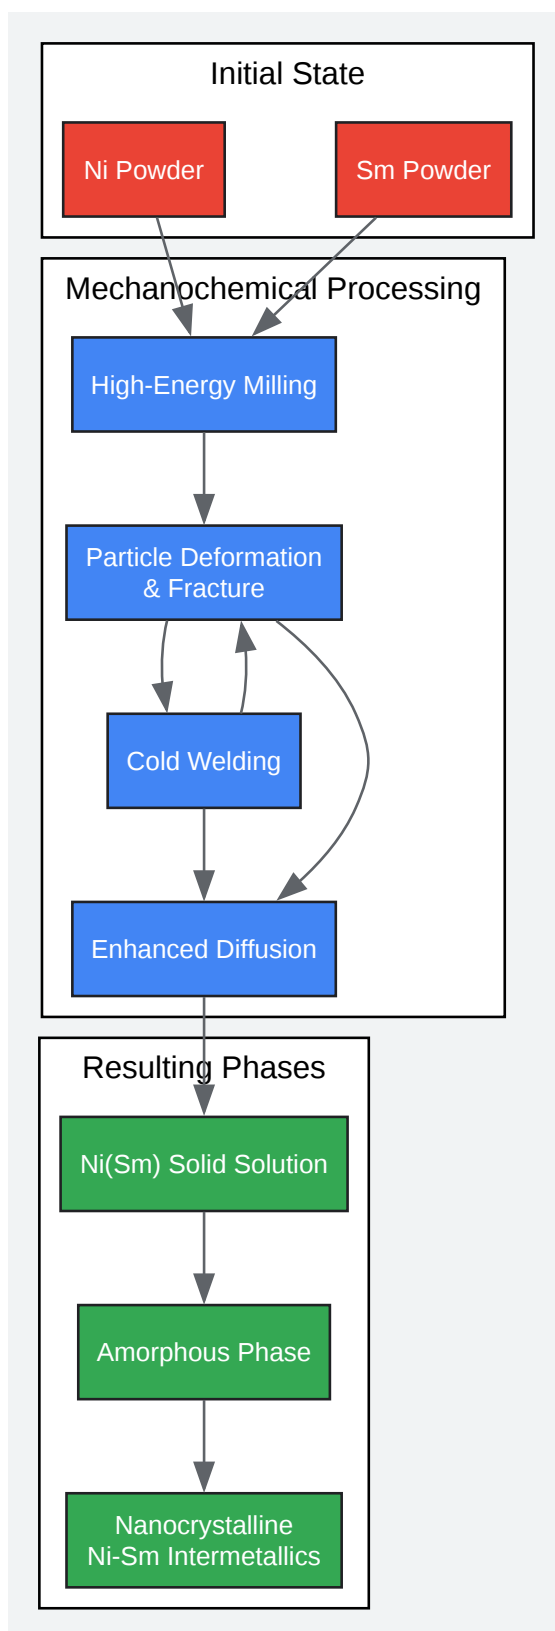 Initial State
Ni Powder
Sm Powder
Mechanochemical Processing
High-Energy Milling
Particle Deformation
& Fracture
Cold Welding
Enhanced Diffusion
Resulting Phases
Ni(Sm) Solid Solution
Amorphous Phase
Nanocrystalline
Ni-Sm Intermetallics